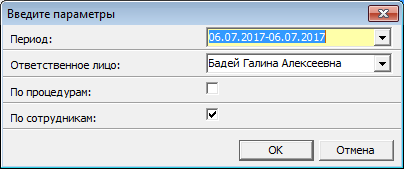 Введите параметры
Период: 06.07.2017-06.07.2017
Ответственное лицо: Бадей Галина Алексеевна
По процедурам:
По сотрудникам:
OK Отмена